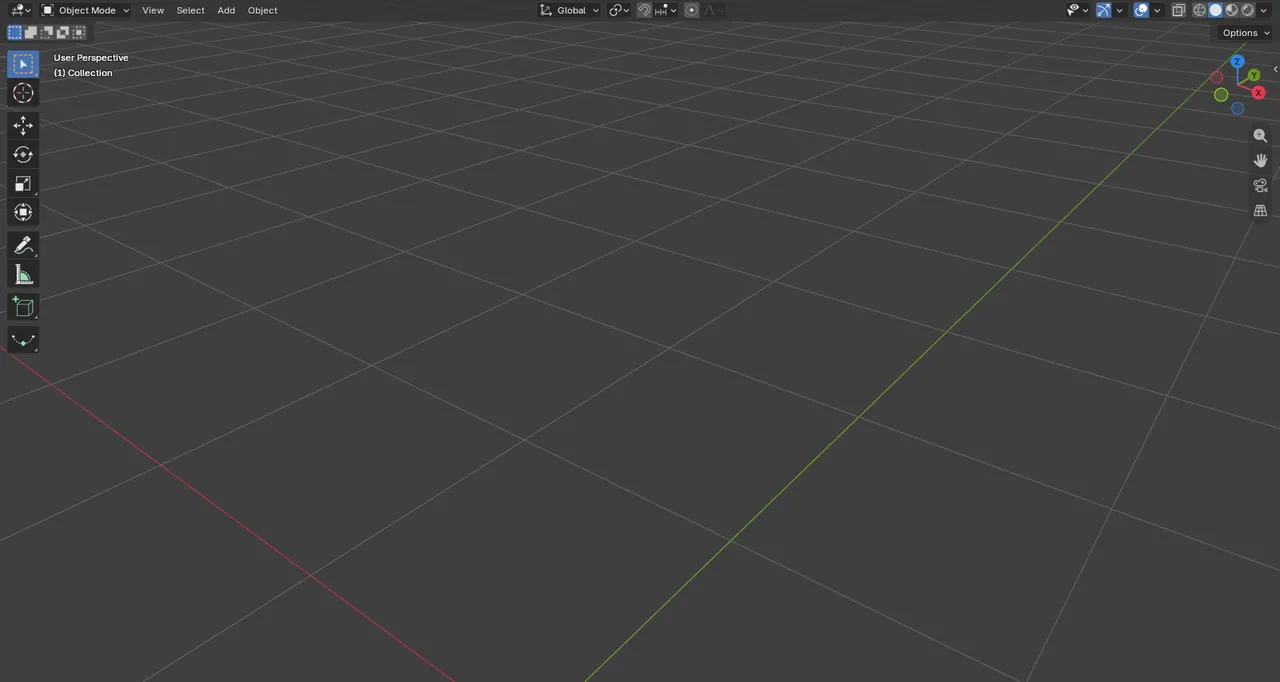 Object Mode View Select Add Object Global
Options
User Perspective
(1) Collection
Z
Y
X